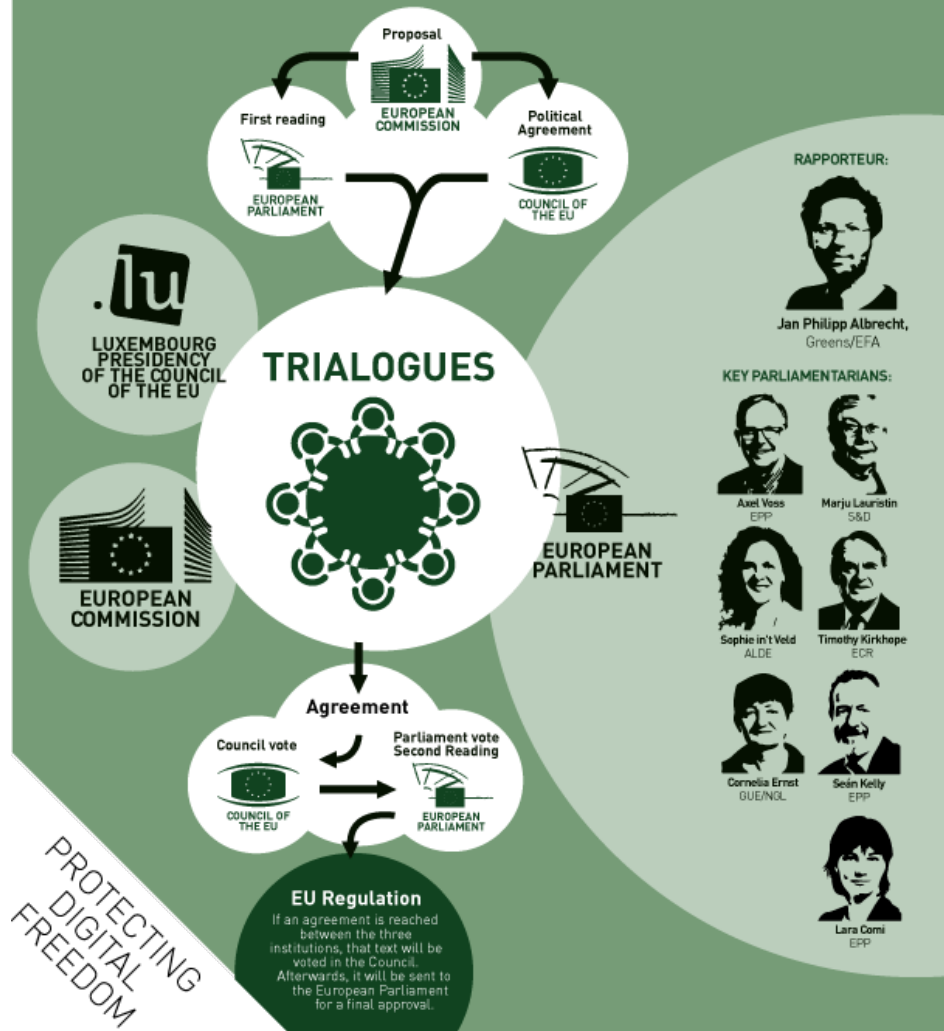 Proposal
EUROPEAN
COMMISSION
First reading
EUROPEAN
PARLIAMENT
Political
Agreement
COUNCIL OF
THE EU
.lu
LUXEMBOURG
PRESIDENCY
OF THE COUNCIL
OF THE EU
EUROPEAN
COMMISSION
TRIALOGUES
EUROPEAN
PARLIAMENT
RAPPORTEUR:
Jan Philipp Albrecht,
Greens/EFA
KEY PARLIAMENTARIANS:
Axel Voss
EPP
Marju Lauristin
S&D
Sophie in't Veld
ALDE
Timothy Kirkhope
ECR
Cornelia Ernst
GUE/NGL
Seán Kelly
EPP
Lara Comi
EPP
Agreement
Council vote
COUNCIL OF
THE EU
Parliament vote
Second Reading
EUROPEAN
PARLIAMENT
EU Regulation
If an agreement is reached
between the three
institutions, that text will be
voted in the Council.
Afterwards, it will be sent to
the European Parliament
for a final approval.
PROTECTING
DIGITAL
FREEDOM